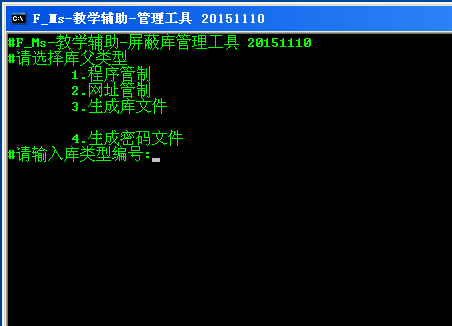 F_Ms-教学辅助-管理工具 20151110
#F_Ms-教学辅助-屏蔽库管理工具 20151110
#请选择库父类型
1.程序管制
2.网址管制
3.生成库文件
4.生成密码文件
#请输入库类型编号: